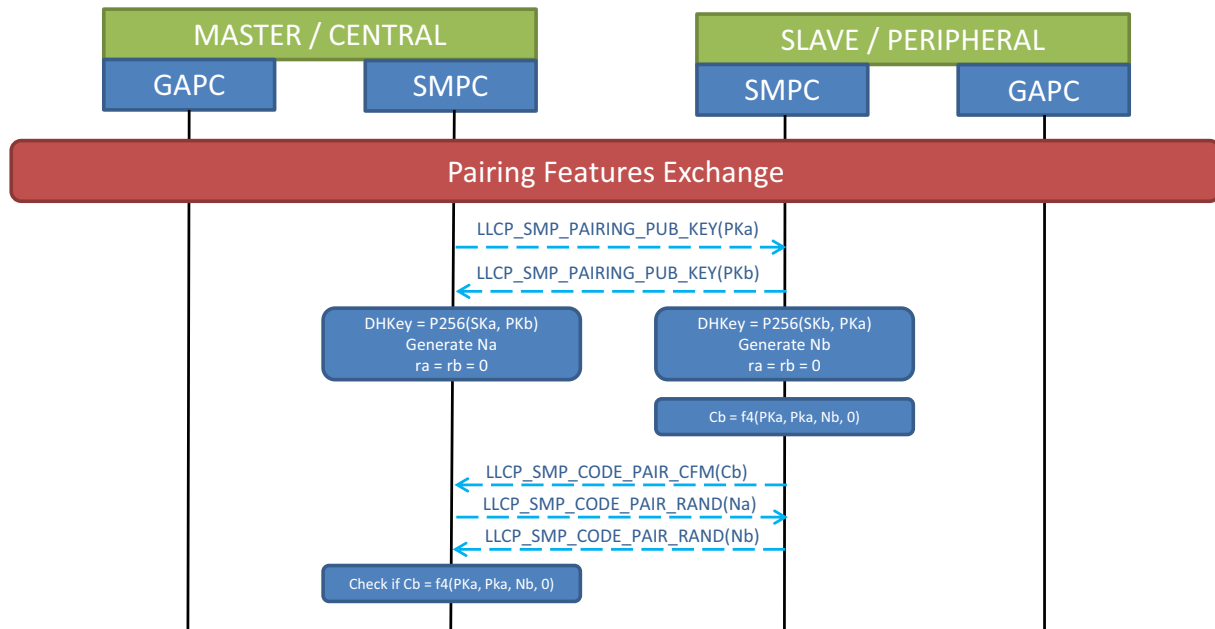 MASTER / CENTRAL
SLAVE / PERIPHERAL
GAPC
SMPC
SMPC
GAPC
Pairing Features Exchange
LLCP_SMP_PAIRING_PUB_KEY(PKa)
LLCP_SMP_PAIRING_PUB_KEY(PKb)
DHKey = P256(SKa, PKb)
Generate Na
ra = rb = 0
DHKey = P256(SKb, PKa)
Generate Nb
ra = rb = 0
Cb = f4(PKa, Pka, Nb, 0)
LLCP_SMP_CODE_PAIR_CFM(Cb)
LLCP_SMP_CODE_PAIR_RAND(Na)
LLCP_SMP_CODE_PAIR_RAND(Nb)
Check if Cb = f4(PKa, Pka, Nb, 0)